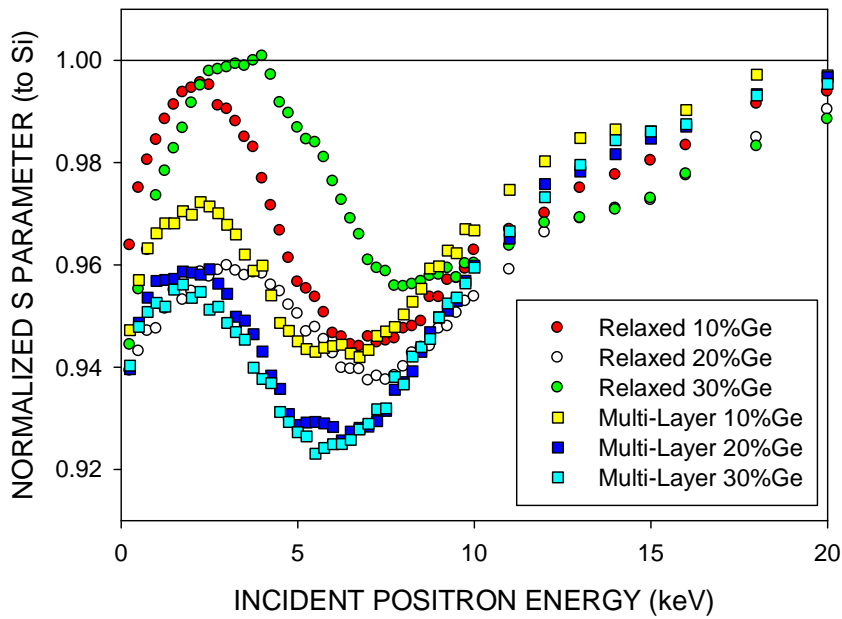 NORMALIZED S PARAMETER (to Si)
1.00
0.98
0.96
0.94
0.92
0
5
10
15
20
INCIDENT POSITRON ENERGY (keV)
Relaxed 10%Ge
Relaxed 20%Ge
Relaxed 30%Ge
Multi-Layer 10%Ge
Multi-Layer 20%Ge
Multi-Layer 30%Ge